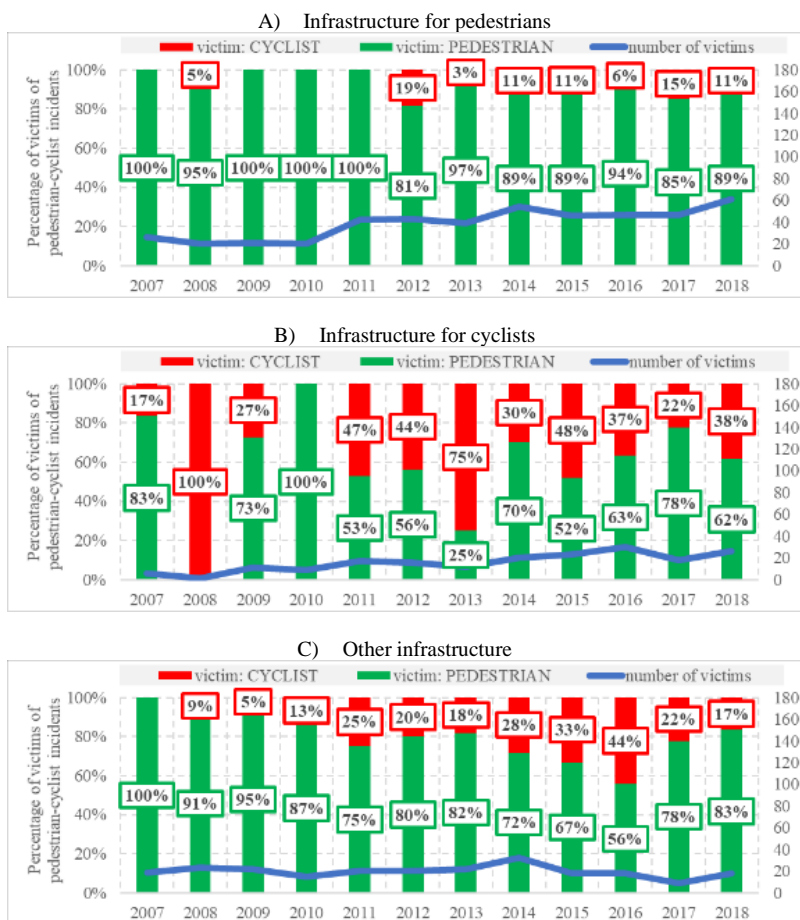 A) Infrastructure for pedestrians
victim: CYCLIST victim: PEDESTRIAN number of victims
Percentage of victims of
pedestrian-cyclist incidents
100% 80% 60% 40% 20% 0%
5% 19% 3% 11% 11% 6% 15% 11%
100% 95% 100% 100% 100% 81% 97% 89% 89% 94% 85% 89%
180 160 140 120 100 80 60 40 20 0
2007 2008 2009 2010 2011 2012 2013 2014 2015 2016 2017 2018
B) Infrastructure for cyclists
victim: CYCLIST victim: PEDESTRIAN number of victims
Percentage of victims of
pedestrian-cyclist incidents
100% 80% 60% 40% 20% 0%
17% 100% 27% 47% 44% 75% 30% 48% 37% 22% 38%
83% 73% 100% 53% 56% 25% 70% 52% 63% 78% 62%
180 160 140 120 100 80 60 40 20 0
2007 2008 2009 2010 2011 2012 2013 2014 2015 2016 2017 2018
C) Other infrastructure
victim: CYCLIST victim: PEDESTRIAN number of victims
Percentage of victims of
pedestrian-cyclist incidents
100% 80% 60% 40% 20% 0%
9% 5% 13% 25% 20% 18% 28% 33% 44% 22% 17%
100% 91% 95% 87% 75% 80% 82% 72% 67% 56% 78% 83%
180 160 140 120 100 80 60 40 20 0
2007 2008 2009 2010 2011 2012 2013 2014 2015 2016 2017 2018